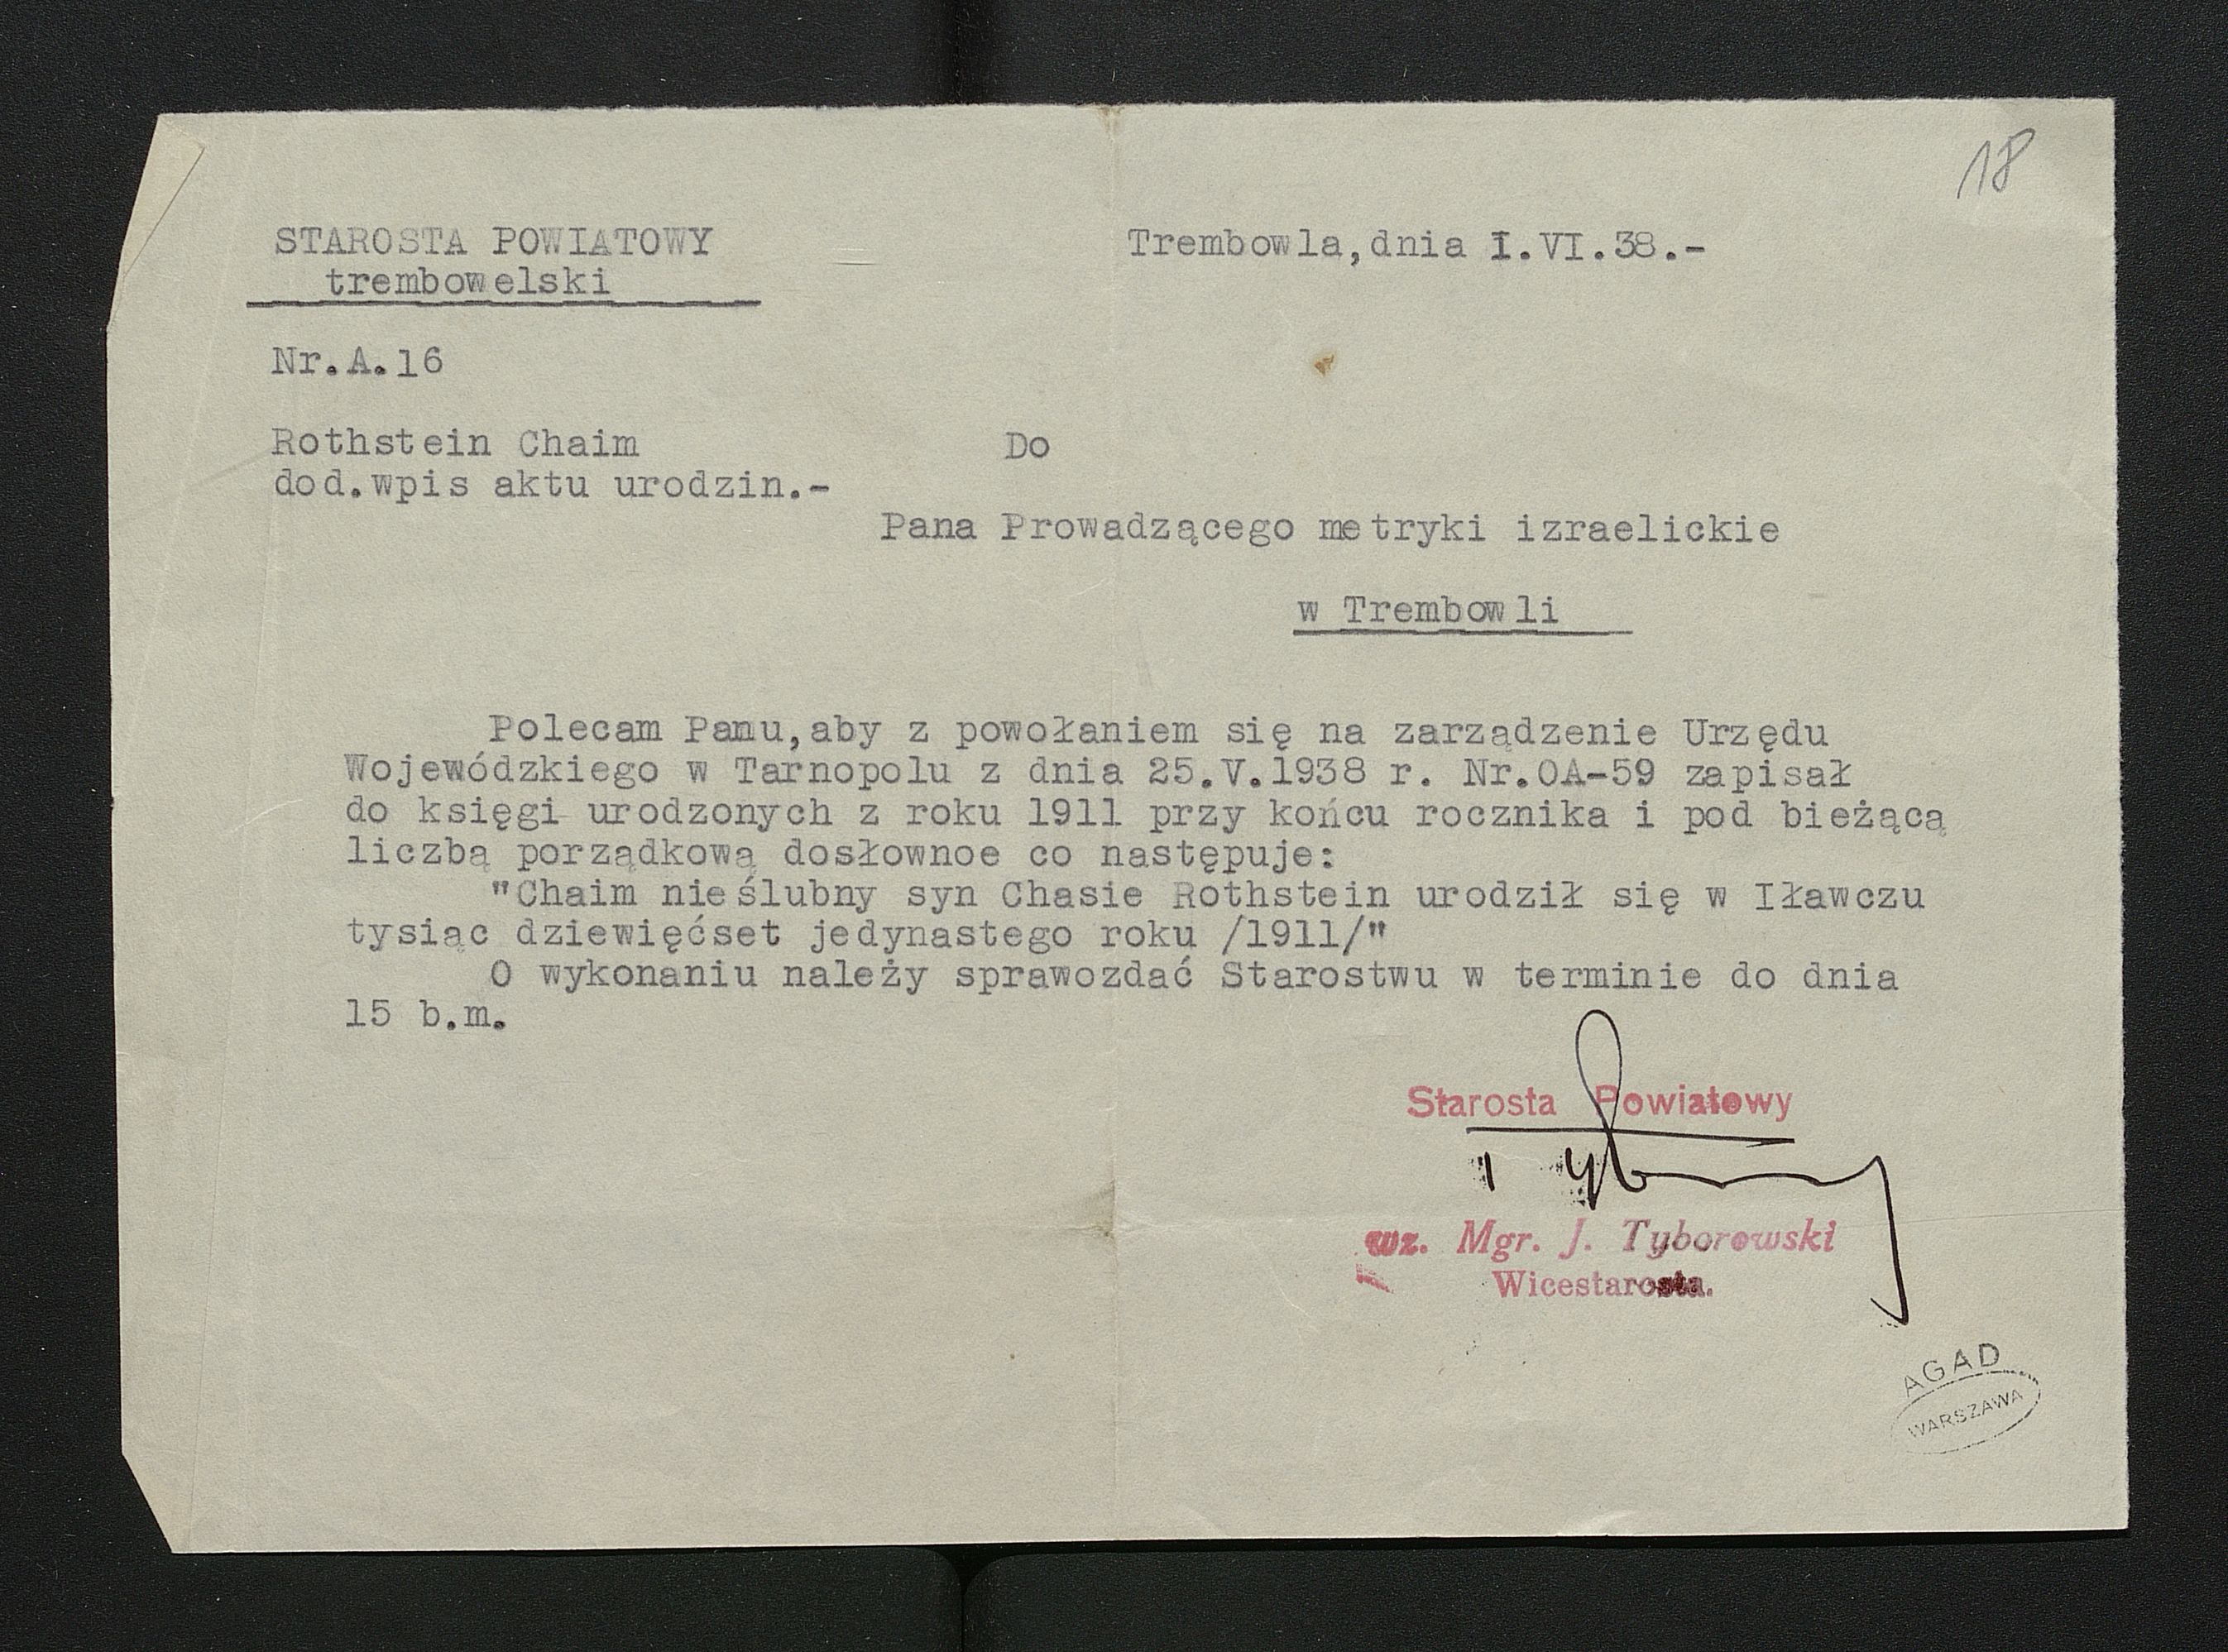 18
STAROSTA POWIATOWY
trembowelski
Trembowla,dnia I.VI.38.-
Nr.A.16
Rothstein Chaim
dod.wpis aktu urodzin.-
Do
Pana Prowadzącego metryki izraelickie
w Trembowli
Polecam Panu,aby z powołaniem się na zarządzenie Urzędu
Wojewódzkiego w Tarnopolu z dnia 25.V.1938 r. Nr.OA-59 zapisał
do księgi urodzonych z roku 1911 przy końcu rocznika i pod bieżącą
liczbą porządkową dosłownoe co następuje:
"Chaim nieślubny syn Chasie Rothstein urodził się w Iławczu
tysiąc dziewięćset jedynastego roku /1911/"
O wykonaniu należy sprawozdać Starostwu w terminie do dnia
15 b.m.
Starosta Powiatowy
wz. Mgr. J. Tyborowski
Wicestarosta.
AGAD
WARSZAWA